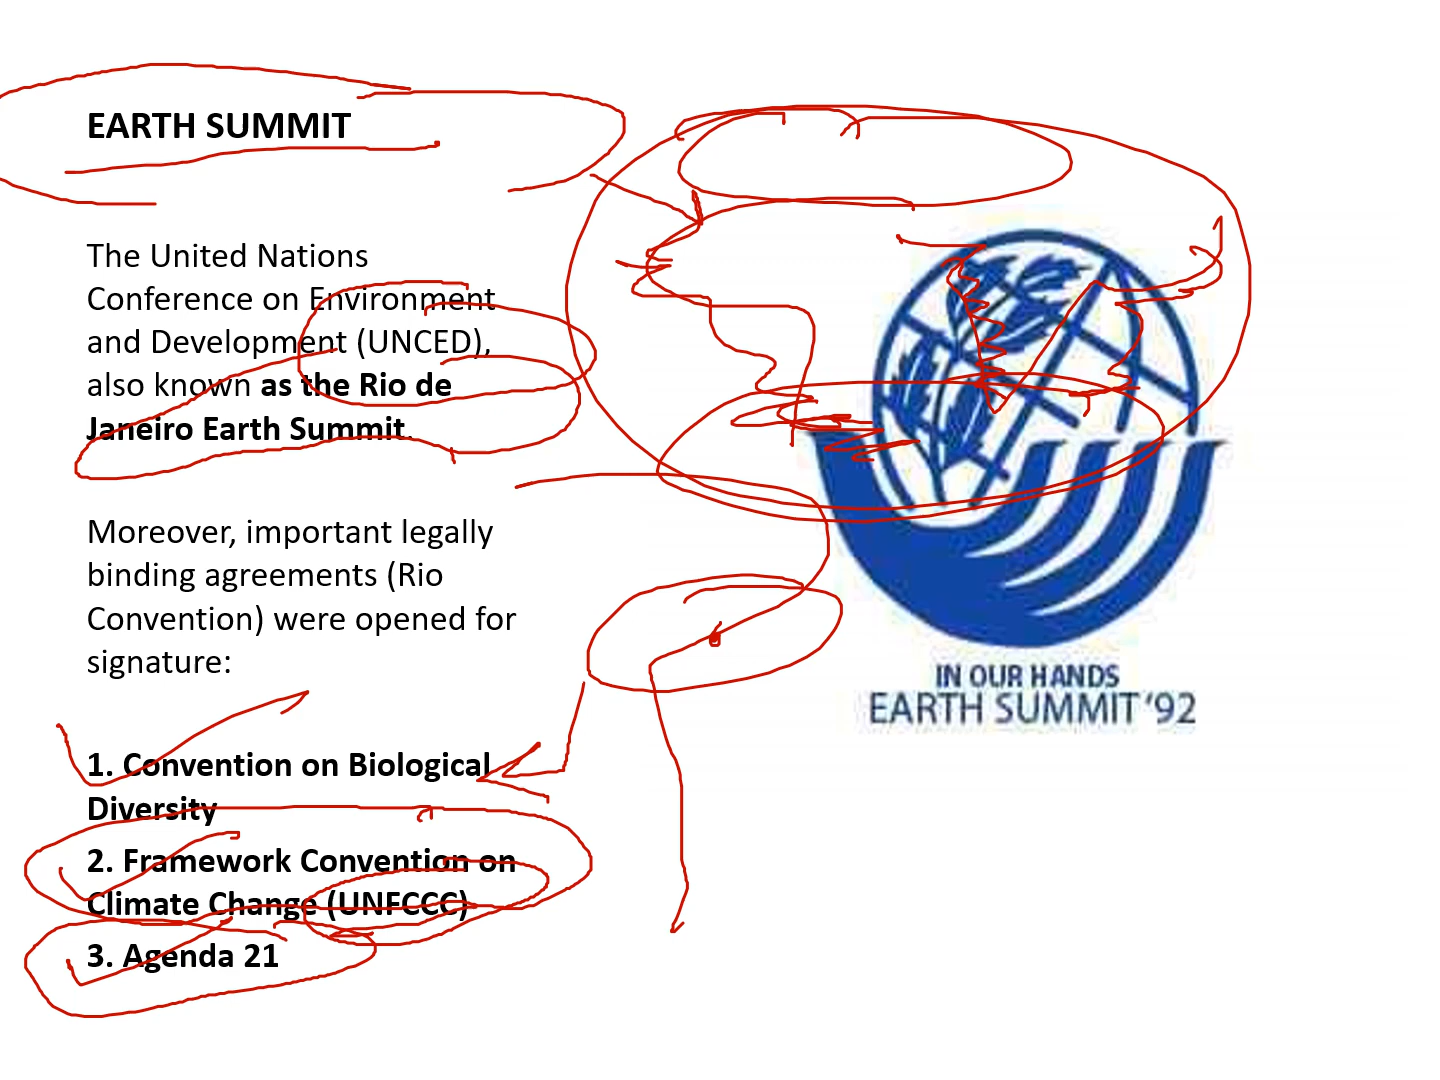 EARTH SUMMIT
The United Nations
Conference on Environment
and Development (UNCED),
also known as the Rio de
Janeiro Earth Summit.
Moreover, important legally
binding agreements (Rio
Convention) were opened for
signature:
1. Convention on Biological
Diversity
2. Framework Convention on
Climate Change (UNFCCC)
3. Agenda 21
IN OUR HANDS
EARTH SUMMIT '92